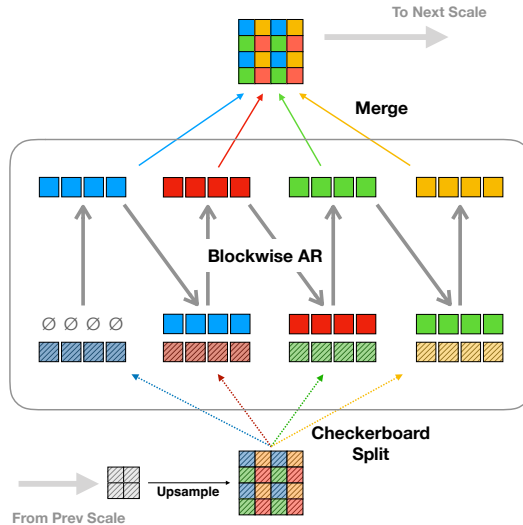 To Next Scale
Merge
Blockwise AR
∅ ∅ ∅ ∅
Checkerboard
Split
Upsample
From Prev Scale